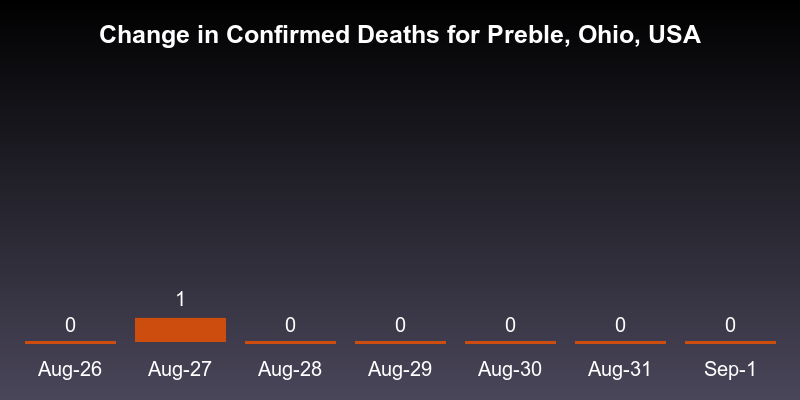 Change in Confirmed Deaths for Preble, Ohio, USA
0 1 0 0 0 0 0
Aug-26 Aug-27 Aug-28 Aug-29 Aug-30 Aug-31 Sep-1